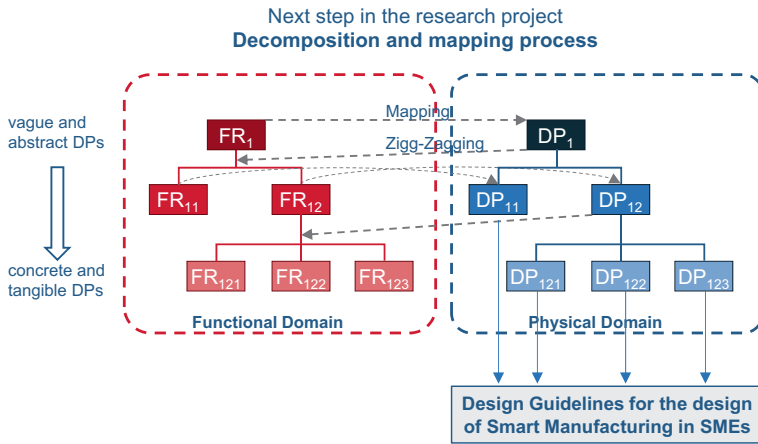 Next step in the research project
Decomposition and mapping process
vague and
abstract DPs
concrete and
tangible DPs
Mapping
Zigg-Zagging
FR1
DP1
FR11
FR12
DP11
DP12
FR121
FR122
FR123
DP121
DP122
DP123
Functional Domain
Physical Domain
Design Guidelines for the design
of Smart Manufacturing in SMEs